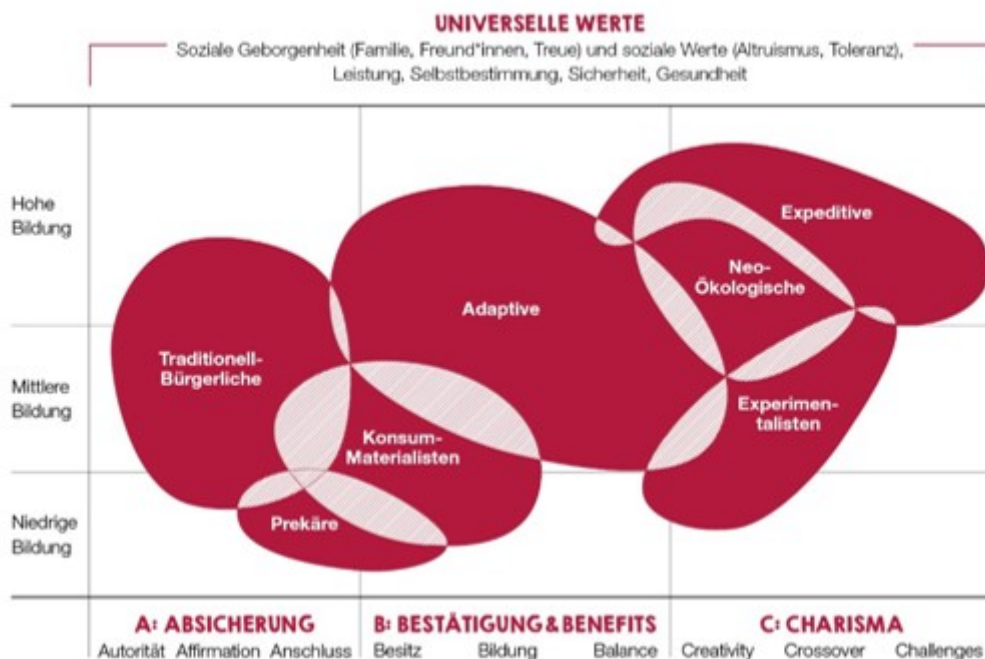 UNIVERSELLE WERTE
Soziale Geborgenheit (Familie, Freund*innen, Treue) und soziale Werte (Altruismus, Toleranz),
Leistung, Selbstbestimmung, Sicherheit, Gesundheit
Hohe
Bildung
Expeditive
Neo-
Ökologische
Adaptive
Mittlere
Bildung
Traditionell-
Bürgerliche
Experimen-
talisten
Konsum-
Materialisten
Niedrige
Bildung
Prekäre
A: ABSICHERUNG
Autorität Affirmation Anschluss
B: BESTÄTIGUNG & BENEFITS
Besitz Bildung Balance
C: CHARISMA
Creativity Crossover Challenges